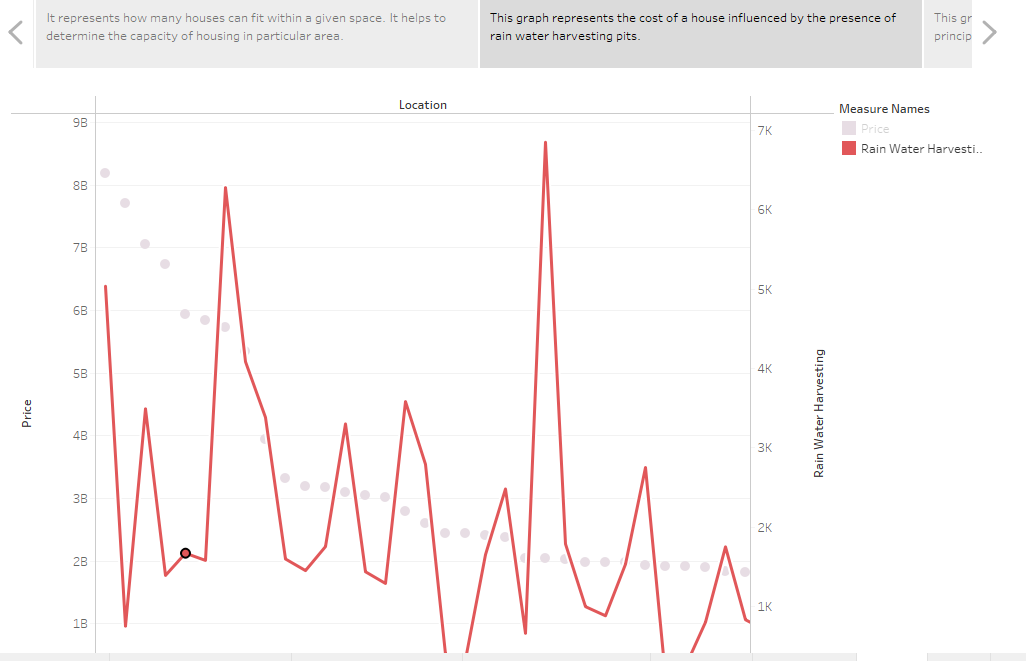 It represents how many houses can fit within a given space. It helps to
determine the capacity of housing in particular area.
This graph represents the cost of a house influenced by the presence of
rain water harvesting pits.
This gr
princip
Location
Measure Names
Price
Rain Water Harvesti..
9B
8B
7B
6B
5B
4B
3B
2B
1B
Price
7K
6K
5K
4K
3K
2K
1K
Rain Water Harvesting